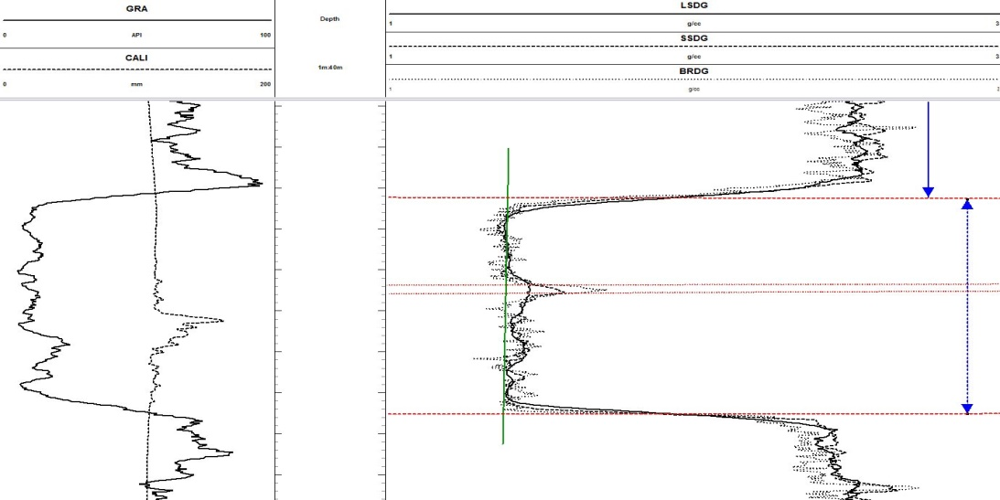 GRA
0 API 100
CALI
0 mm 200
Depth
1m:40m
LSDG
1 g/cc 3
SSDG
1 g/cc 3
BRDG
1 g/cc 3